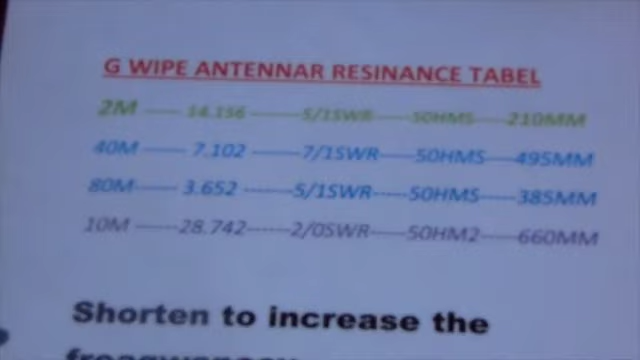 G WIPE ANTENNAR RESINANCE TABEL
2M ----- 54.156 --------- 5/1SWR ----- 50HMS ---- 210MM
40M ----- 7.102 --------- 7/1SWR-----50HMS-----495MM
80M------ 3.652 --------5/1SWR-----50HMS-----385MM
10M ------28.742------2/0SWR-----50HM2-----660MM
Shorten to increase the